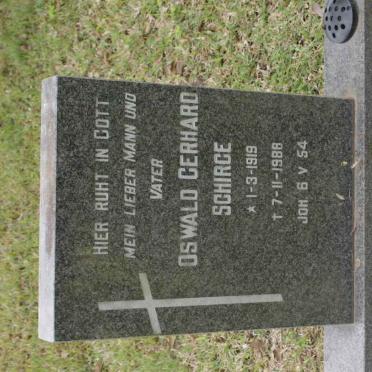 HIER RUHT IN GOTT
MEIN LIEBER MANN UND
VATER
OSWALD GERHARD
SCHIRGE
* 1-3-1919
† 7-11-1988
JOH 6 V 54